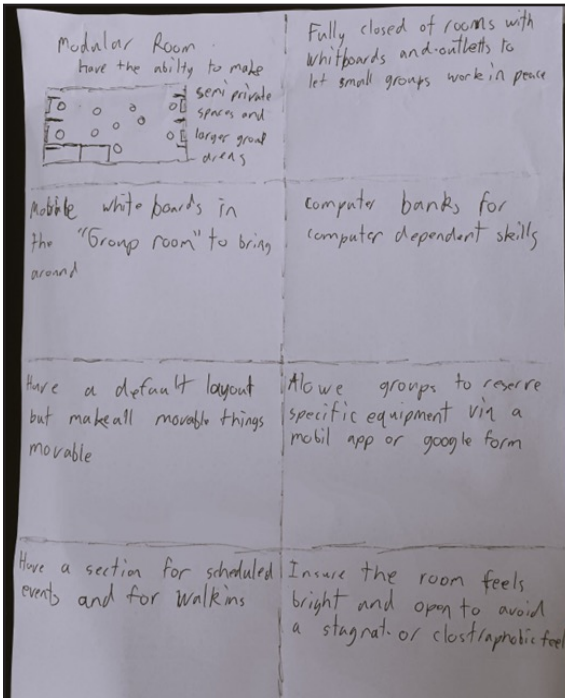 Modular Room
have the abilty to make
semi private
spaces and
larger group
areas
Fully closed of rooms with
whitboards and outletts to
let small groups work in peace
Mobile white boards in
the "Group room" to bring
around
Computer banks for
computer dependent skills
Have a default layout
but make all movable things
movable
Alowe groups to reserve
specific equipment via a
mobil app or google form
Have a section for scheduled
events and for walkins
Insure the room feels
bright and open to avoid
a stagnat or clostraphobic feel